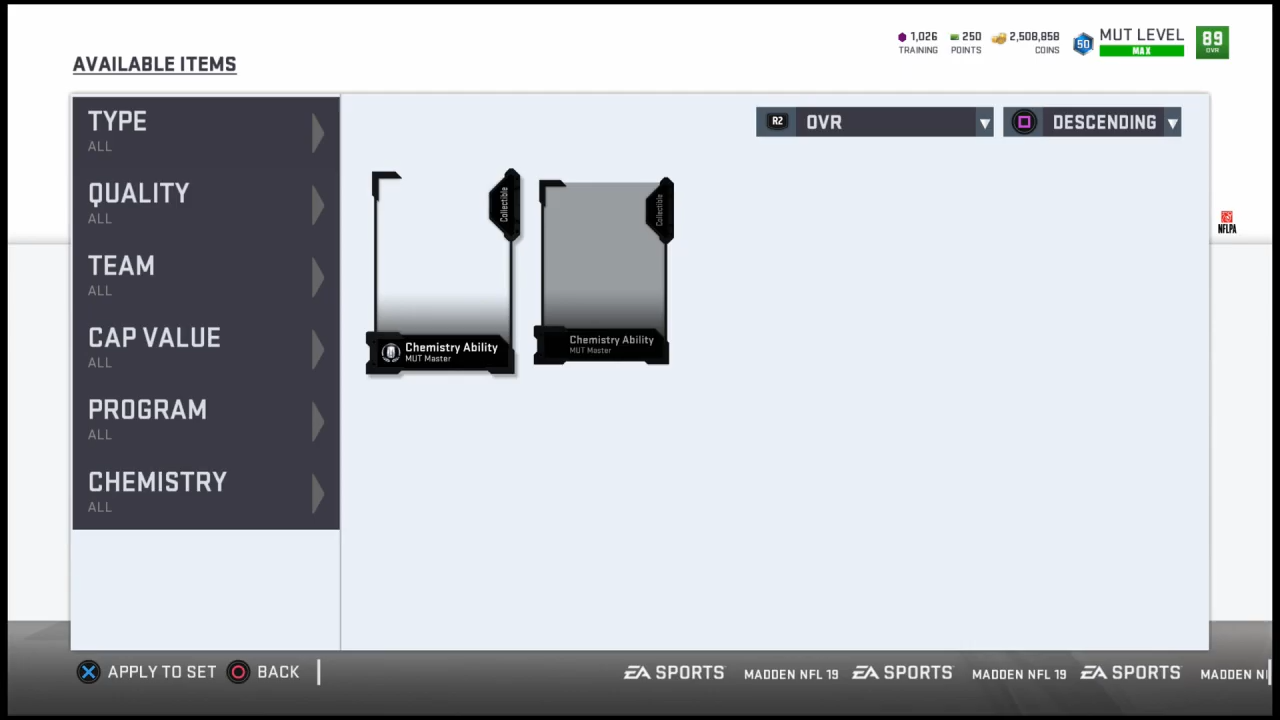 1,026
TRAINING
250
POINTS
2,508,858
COINS
50
MUT LEVEL
MAX
89
OVR
AVAILABLE ITEMS
TYPE
ALL
QUALITY
ALL
TEAM
ALL
CAP VALUE
ALL
PROGRAM
ALL
CHEMISTRY
ALL
R2
OVR
DESCENDING
Collectible
Chemistry Ability
MUT Master
Collectible
Chemistry Ability
MUT Master
NFLPA
APPLY TO SET
BACK
EA SPORTS MADDEN NFL 19 EA SPORTS MADDEN NFL 19 EA SPORTS MADDEN N